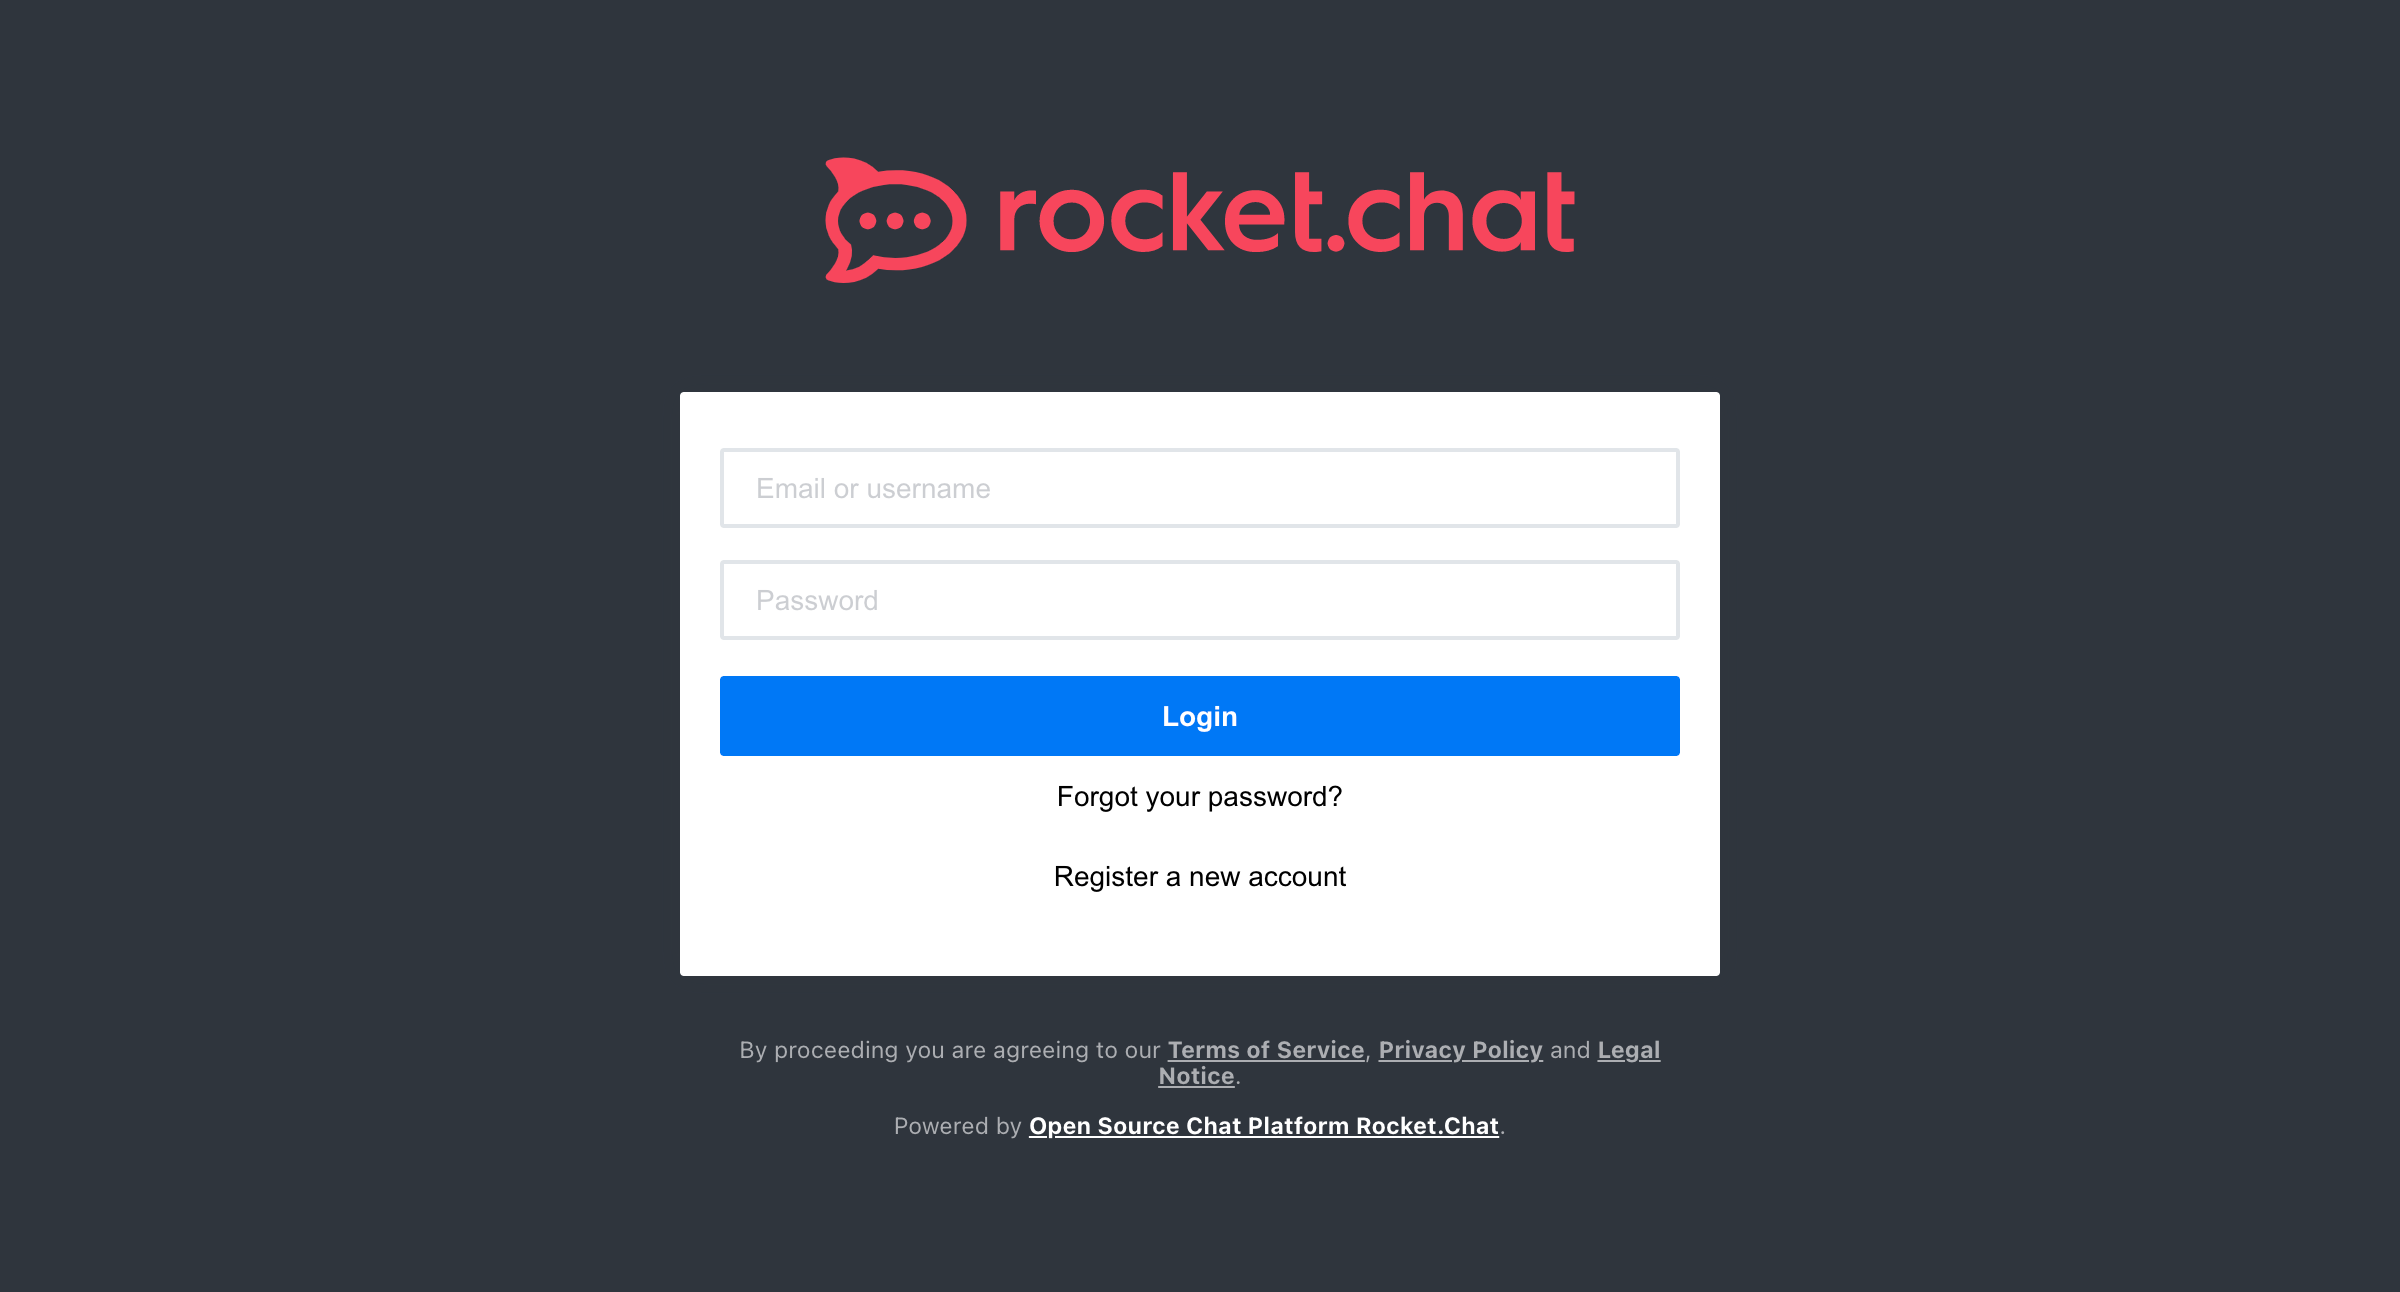 rocket.chat
Email or username
Password
Login
Forgot your password?
Register a new account
By proceeding you are agreeing to our Terms of Service, Privacy Policy and Legal
Notice.
Powered by Open Source Chat Platform Rocket.Chat.